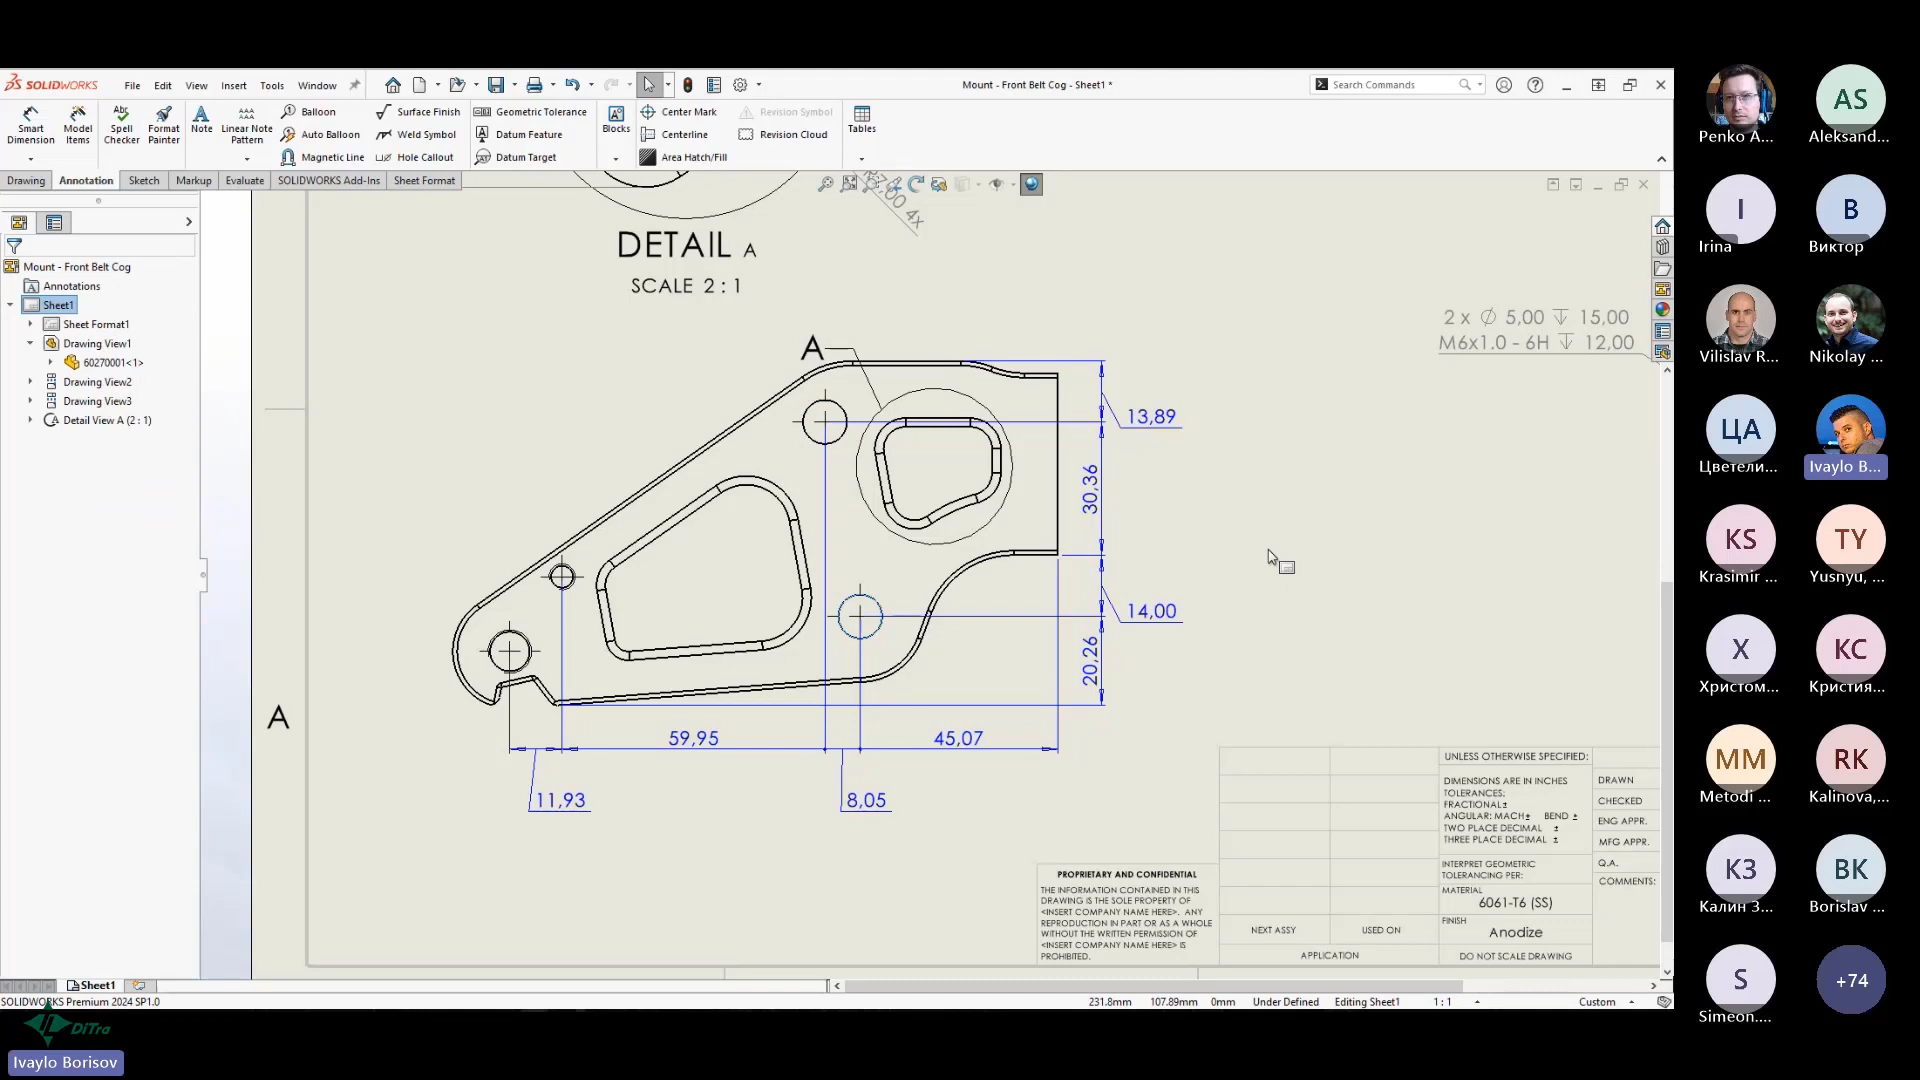 SOLIDWORKS
File
Edit
View
Insert
Tools
Window
Mount - Front Belt Cog - Sheet1 *
Search Commands
Smart Dimension
Model Items
Spell Checker
Format Painter
Note
Linear Note Pattern
Balloon
Auto Balloon
Magnetic Line
Surface Finish
Weld Symbol
Hole Callout
Geometric Tolerance
Datum Feature
Datum Target
Blocks
Center Mark
Centerline
Area Hatch/Fill
Revision Symbol
Revision Cloud
Tables
Drawing
Annotation
Sketch
Markup
Evaluate
SOLIDWORKS Add-Ins
Sheet Format
Mount - Front Belt Cog
Annotations
Sheet1
Sheet Format1
Drawing View1
60270001<1>
Drawing View2
Drawing View3
Detail View A (2 : 1)
DETAIL A
SCALE 2 : 1
2 x ∅ 5,00 ↧ 15,00
M6x1.0 - 6H ↧ 12,00
A
13,89
30,36
14,00
20,26
A
59,95
45,07
11,93
8,05
UNLESS OTHERWISE SPECIFIED:
DIMENSIONS ARE IN INCHES
TOLERANCES:
FRACTIONAL±
ANGULAR: MACH± BEND ±
TWO PLACE DECIMAL ±
THREE PLACE DECIMAL ±
INTERPRET GEOMETRIC
TOLERANCING PER:
MATERIAL
6061-T6 (SS)
FINISH
Anodize
DO NOT SCALE DRAWING
DRAWN
CHECKED
ENG APPR.
MFG APPR.
Q.A.
COMMENTS:
PROPRIETARY AND CONFIDENTIAL
THE INFORMATION CONTAINED IN THIS
DRAWING IS THE SOLE PROPERTY OF
<INSERT COMPANY NAME HERE>. ANY
REPRODUCTION IN PART OR AS A WHOLE
WITHOUT THE WRITTEN PERMISSION OF
<INSERT COMPANY NAME HERE> IS
PROHIBITED.
NEXT ASSY
USED ON
APPLICATION
Sheet1
SOLIDWORKS Premium 2024 SP1.0
231.8mm
107.89mm
0mm
Under Defined
Editing Sheet1
1 : 1
Custom
DiTra
Ivaylo Borisov
Penko A...
AS
Aleksand...
I
Irina
В
Виктор
Vilislav R...
Nikolay ...
ЦА
Цветели...
Ivaylo B...
KS
Krasimir ...
TY
Yusnyu, ...
Х
Христом...
КС
Кристия...
MM
Metodi ...
RK
Kalinova,...
КЗ
Калин З...
BK
Borislav ...
S
Simeon....
+74